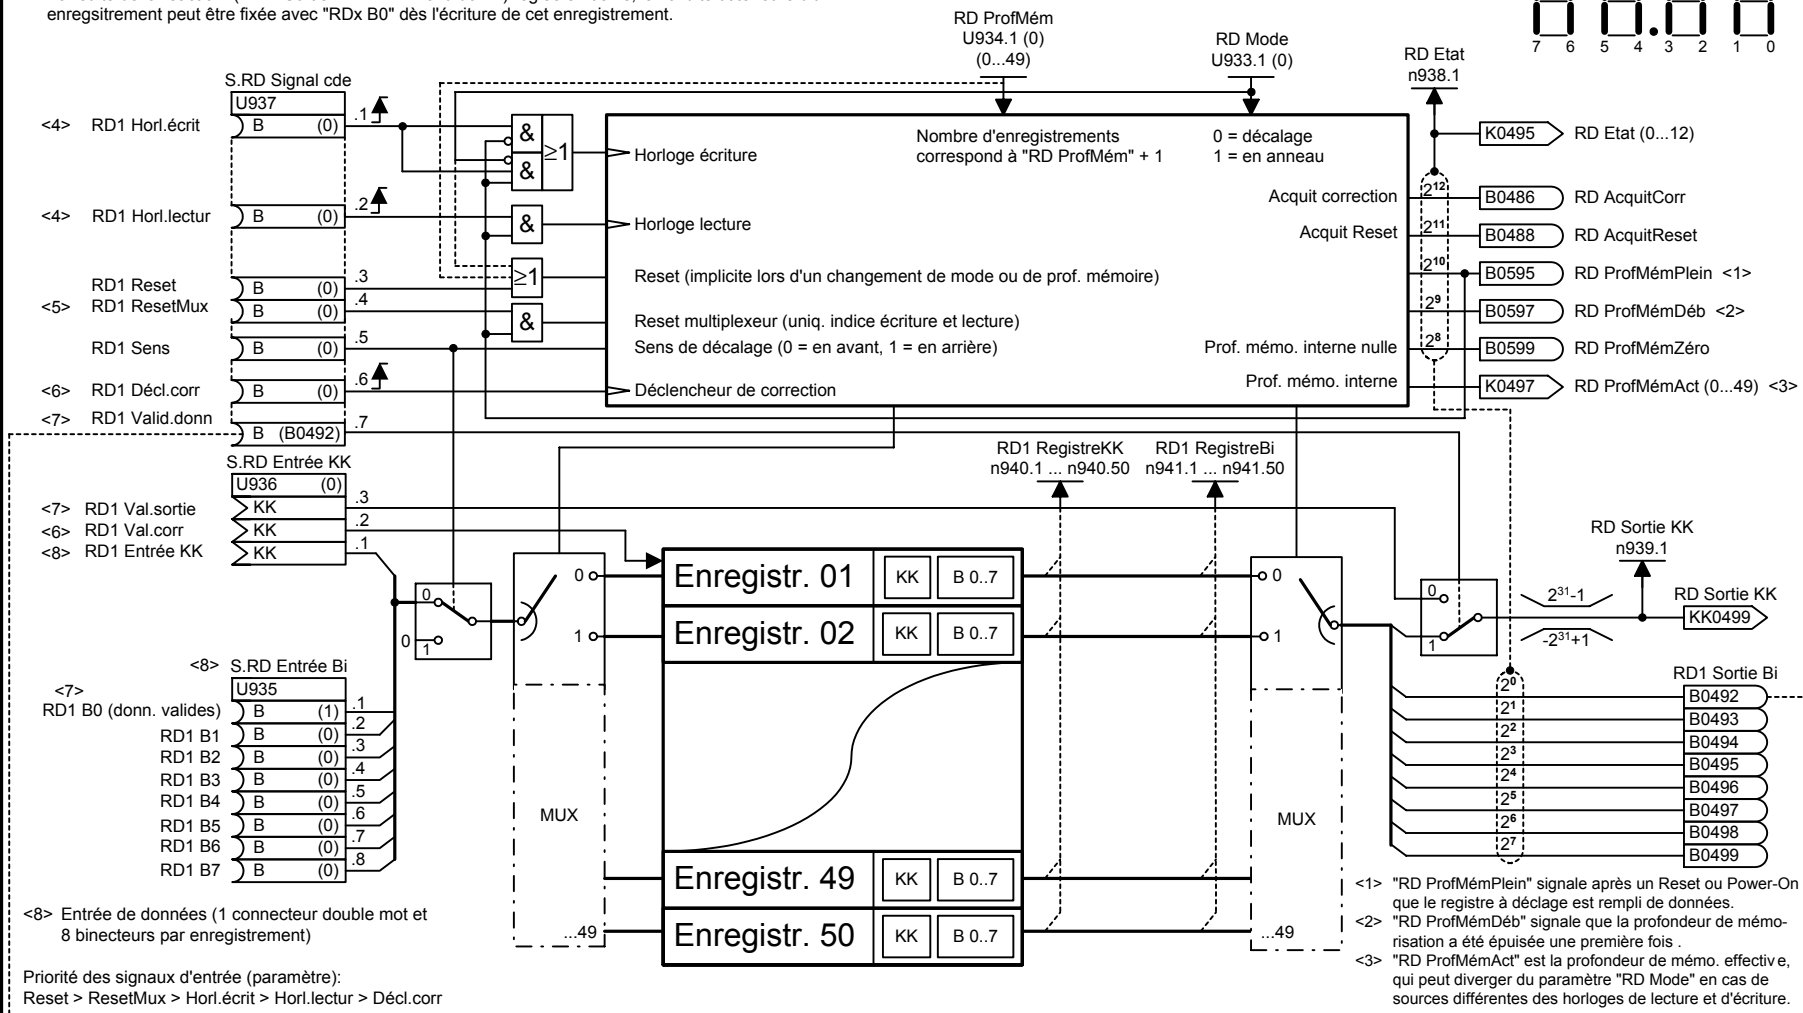 enregsitrement peut être fixée avec "RDx B0" dès l'écriture de cet enregistrement.
7 6 5 4 3 2 1 0
RD ProfMém
U934.1 (0)
(0...49)
RD Mode
U933.1 (0)
RD Etat
n938.1
S.RD Signal cde
U937
<4> RD1 Horl.écrit B (0) .1
<4> RD1 Horl.lectur B (0) .2
RD1 Reset B (0) .3
<5> RD1 ResetMux B (0) .4
RD1 Sens B (0) .5
<6> RD1 Décl.corr B (0) .6
<7> RD1 Valid.donn B (B0492) .7
&
&
≥1
&
≥1
&
Nombre d'enregistrements
correspond à "RD ProfMém" + 1
0 = décalage
1 = en anneau
Horloge écriture
Horloge lecture
Reset (implicite lors d'un changement de mode ou de prof. mémoire)
Reset multiplexeur (uniq. indice écriture et lecture)
Sens de décalage (0 = en avant, 1 = en arrière)
Déclencheur de correction
Acquit correction
Acquit Reset
Prof. mémo. interne nulle
Prof. mémo. interne
K0495 RD Etat (0...12)
2¹² B0486 RD AcquitCorr
2¹¹ B0488 RD AcquitReset
2¹⁰ B0595 RD ProfMémPlein <1>
2⁹ B0597 RD ProfMémDéb <2>
2⁸ B0599 RD ProfMémZéro
K0497 RD ProfMémAct (0...49) <3>
S.RD Entrée KK
U936 (0)
<7> RD1 Val.sortie KK .3
<6> RD1 Val.corr KK .2
<8> RD1 Entrée KK KK .1
RD1 RegistreKK
n940.1 ... n940.50
RD1 RegistreBi
n941.1 ... n941.50
0
0 1
0
1
MUX
...49
Enregistr. 01 KK B 0..7
Enregistr. 02 KK B 0..7
Enregistr. 49 KK B 0..7
Enregistr. 50 KK B 0..7
0
1
MUX
...49
0
1
2³¹-1
-2³¹+1
RD Sortie KK
n939.1
RD Sortie KK
KK0499
<8> S.RD Entrée Bi
U935
<7>
RD1 B0 (donn. valides) B (1) .1
RD1 B1 B (0) .2
RD1 B2 B (0) .3
RD1 B3 B (0) .4
RD1 B4 B (0) .5
RD1 B5 B (0) .6
RD1 B6 B (0) .7
RD1 B7 B (0) .8
RD1 Sortie Bi
2⁰ B0492
2¹ B0493
2² B0494
2³ B0495
2⁴ B0496
2⁵ B0497
2⁶ B0498
2⁷ B0499
<8> Entrée de données (1 connecteur double mot et
8 binecteurs par enregistrement)
Priorité des signaux d'entrée (paramètre):
Reset > ResetMux > Horl.écrit > Horl.lectur > Décl.corr
<1> "RD ProfMémPlein" signale après un Reset ou Power-On
que le registre à déclage est rempli de données.
<2> "RD ProfMémDéb" signale que la profondeur de mémo-
risation a été épuisée une première fois .
<3> "RD ProfMémAct" est la profondeur de mémo. effective,
qui peut diverger du paramètre "RD Mode" en cas de
sources différentes des horloges de lecture et d'écriture.